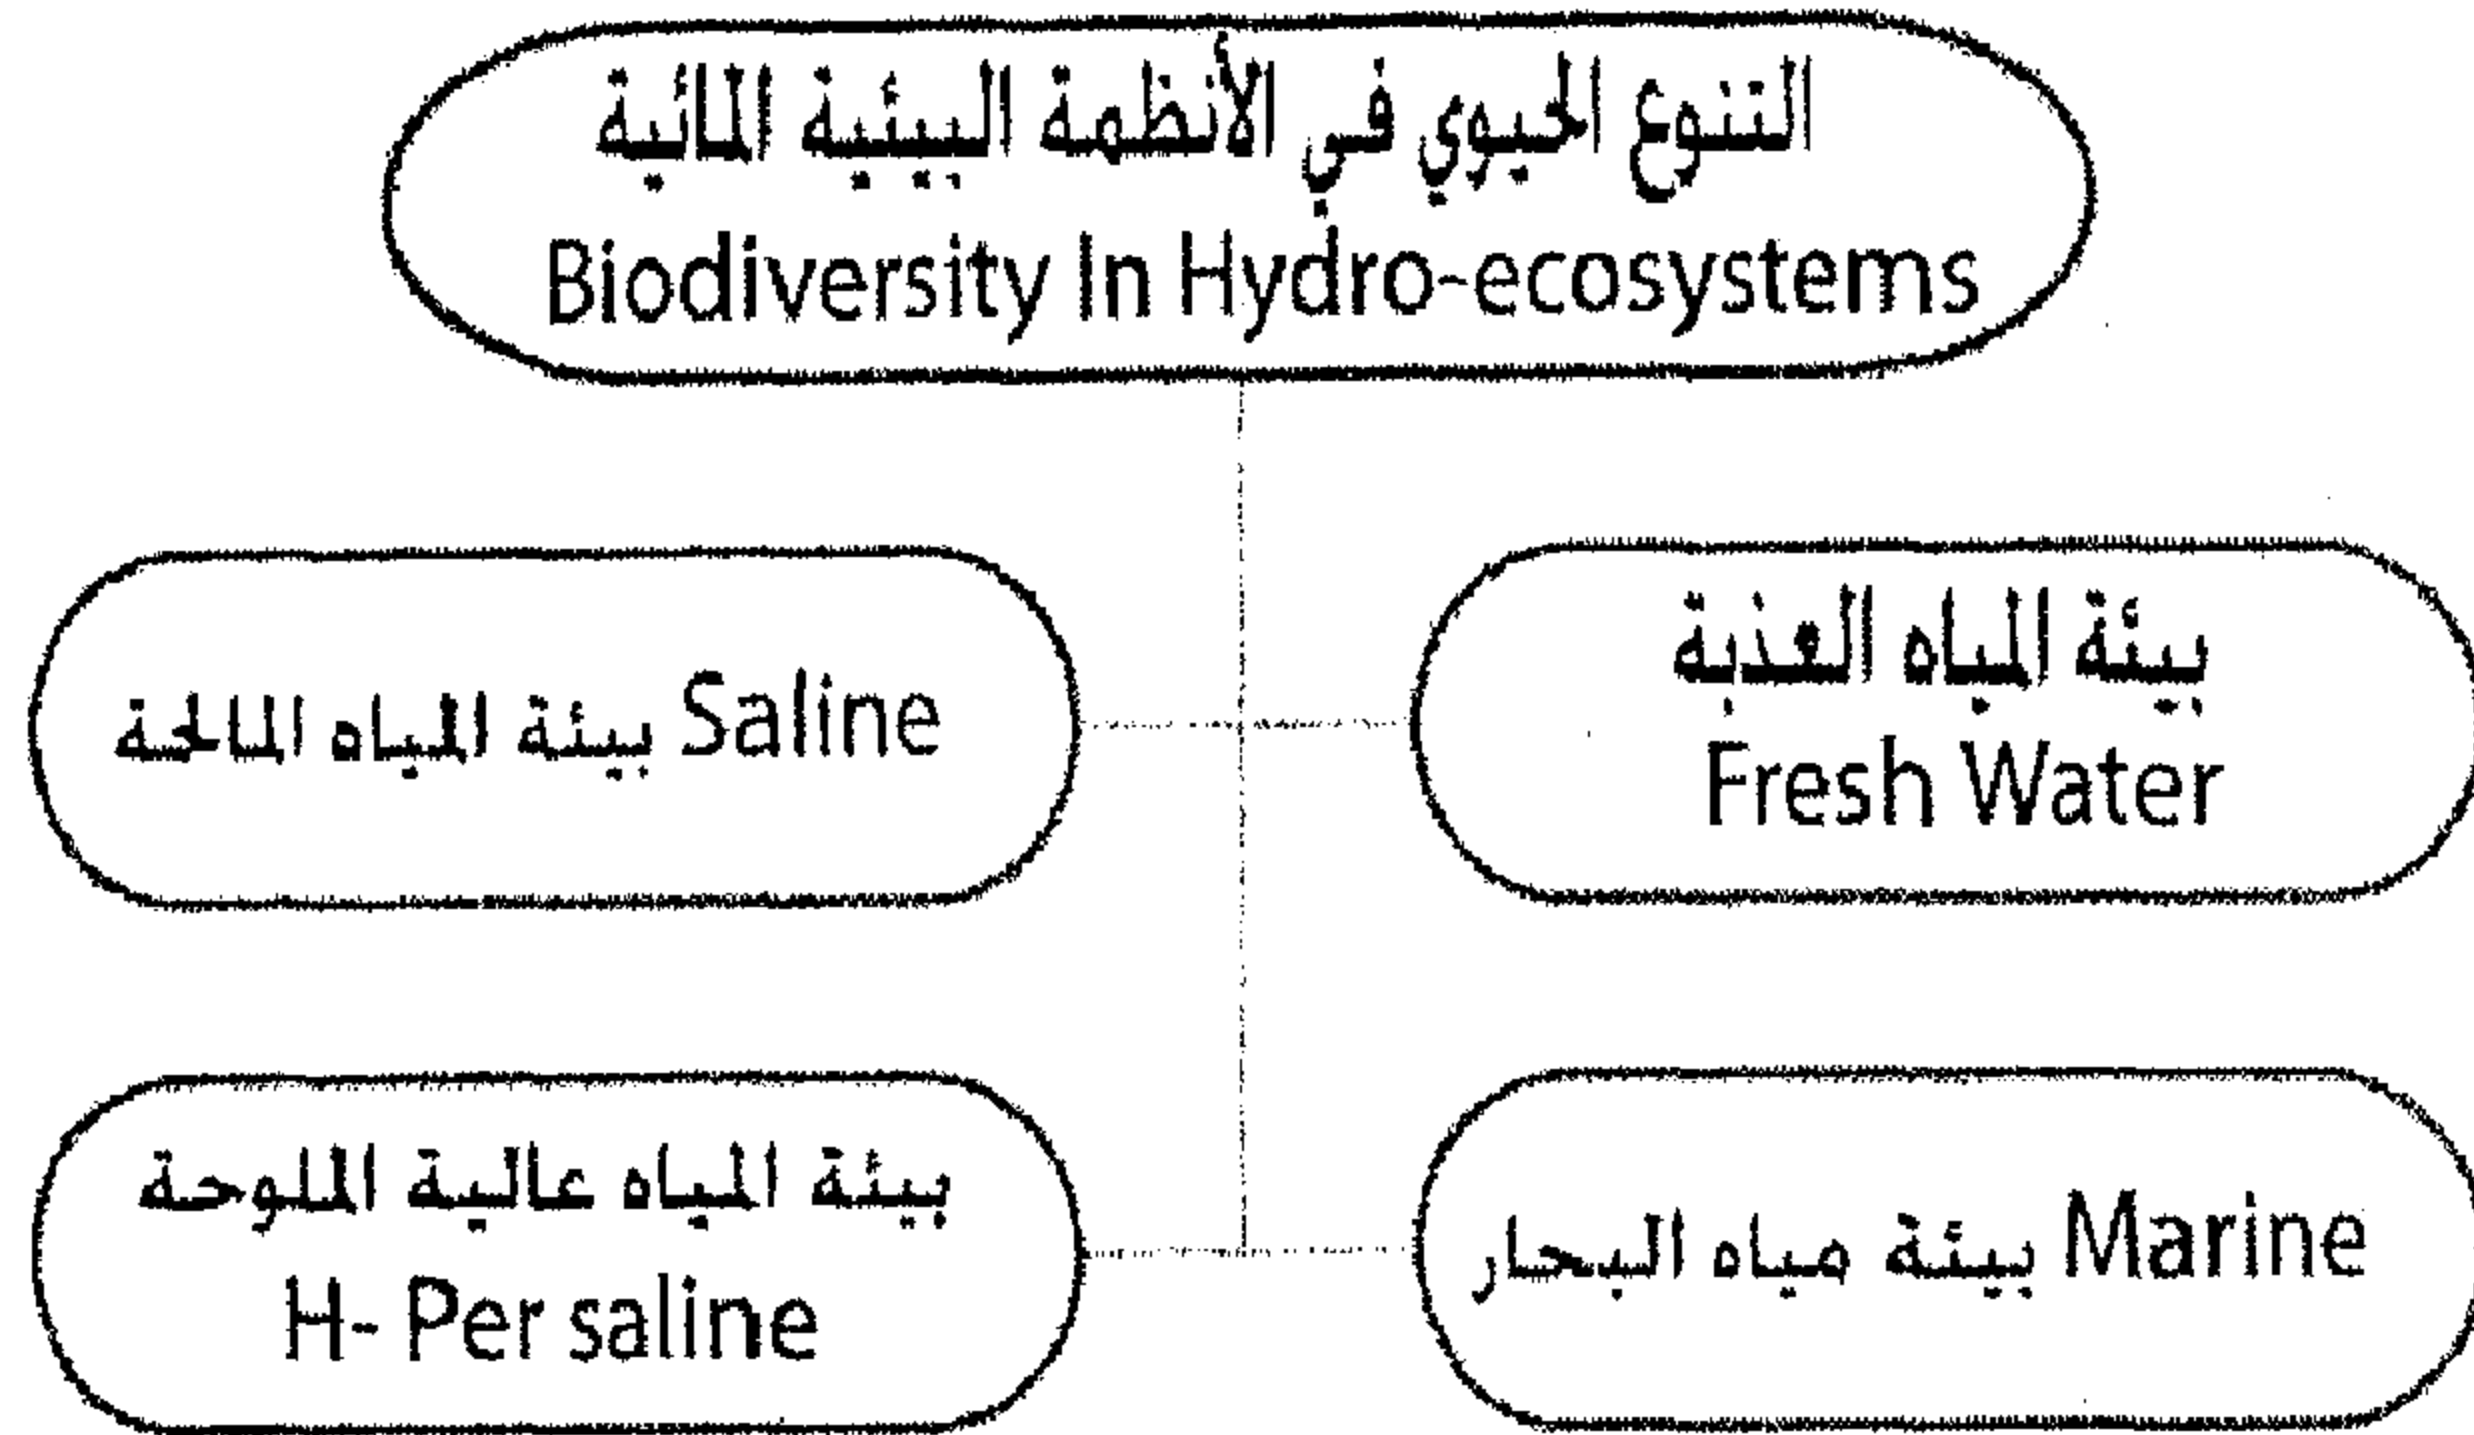 التنوع الحيوي في الأنظمة البيئية المائية
Biodiversity In Hydro-ecosystems
بيئة المياه العذبة
Fresh Water
بيئة المياه المالحة Saline
بيئة مياه البحار Marine
بيئة المياه عالية الملوحة
H- Per saline